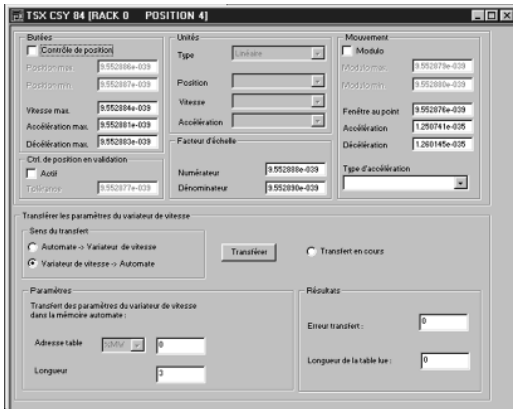 TSX CSY 84 [RACK 0 POSITION 4]
Butées
Contrôle de position
Position max. 9.552886e-039
Position min. 9.552887e-039
Vitesse max. 9.552884e-039
Accélération max. 9.552881e-039
Décélération max. 9.552883e-039
Ctrl. de position en validation
Actif
Tolérance 9.552877e-039
Unités
Type Linéaire
Position
Vitesse
Accélération
Facteur d'échelle
Numérateur 9.552888e-039
Dénominateur 9.552890e-039
Mouvement
Modulo
Modulo max. 9.552879e-039
Modulo min. 9.552880e-039
Fenêtre au point 9.552876e-039
Accélération 1.250741e-035
Décélération 1.260145e-035
Type d'accélération
Transférer les paramètres du variateur de vitesse
Sens du transfert
Automate -> Variateur de vitesse
Variateur de vitesse -> Automate
Transférer
Transfert en cours
Paramètres
Transfert des paramètres du variateur de vitesse
dans la mémoire automate :
Adresse table %MW 0
Longueur 3
Résultats
Erreur transfert : 0
Longueur de la table lue : 0